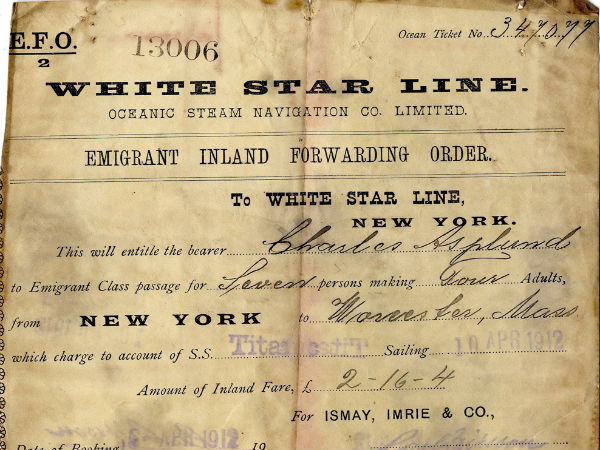 E.F.O.
2
13006
Ocean Ticket No. 347077
WHITE STAR LINE.
OCEANIC STEAM NAVIGATION CO. LIMITED.
EMIGRANT INLAND FORWARDING ORDER.
To WHITE STAR LINE,
NEW YORK.
This will entitle the bearer Charles Asplund
to Emigrant Class passage for Seven persons making Four Adults,
from NEW YORK to Worcester, Mass
which charge to account of S.S. Titanic Sailing 10 APR 1912
Amount of Inland Fare, £ 2-16-4
For ISMAY, IMRIE & CO.,
Date of Booking APR 1912 19